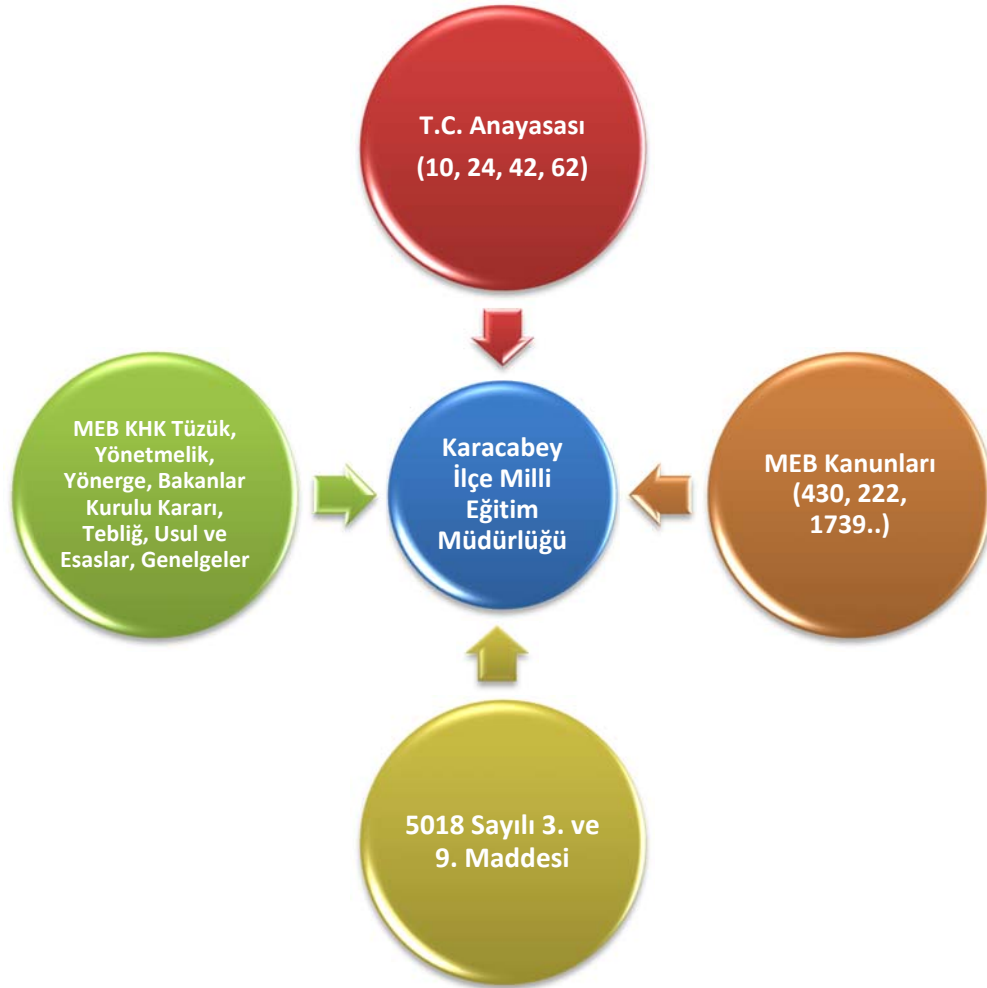 T.C. Anayasası
(10, 24, 42, 62)
MEB KHK Tüzük,
Yönetmelik,
Yönerge, Bakanlar
Kurulu Kararı,
Tebliğ, Usul ve
Esaslar, Genelgeler
Karacabey
İlçe Milli
Eğitim
Müdürlüğü
MEB Kanunları
(430, 222,
1739..)
5018 Sayılı 3. ve
9. Maddesi